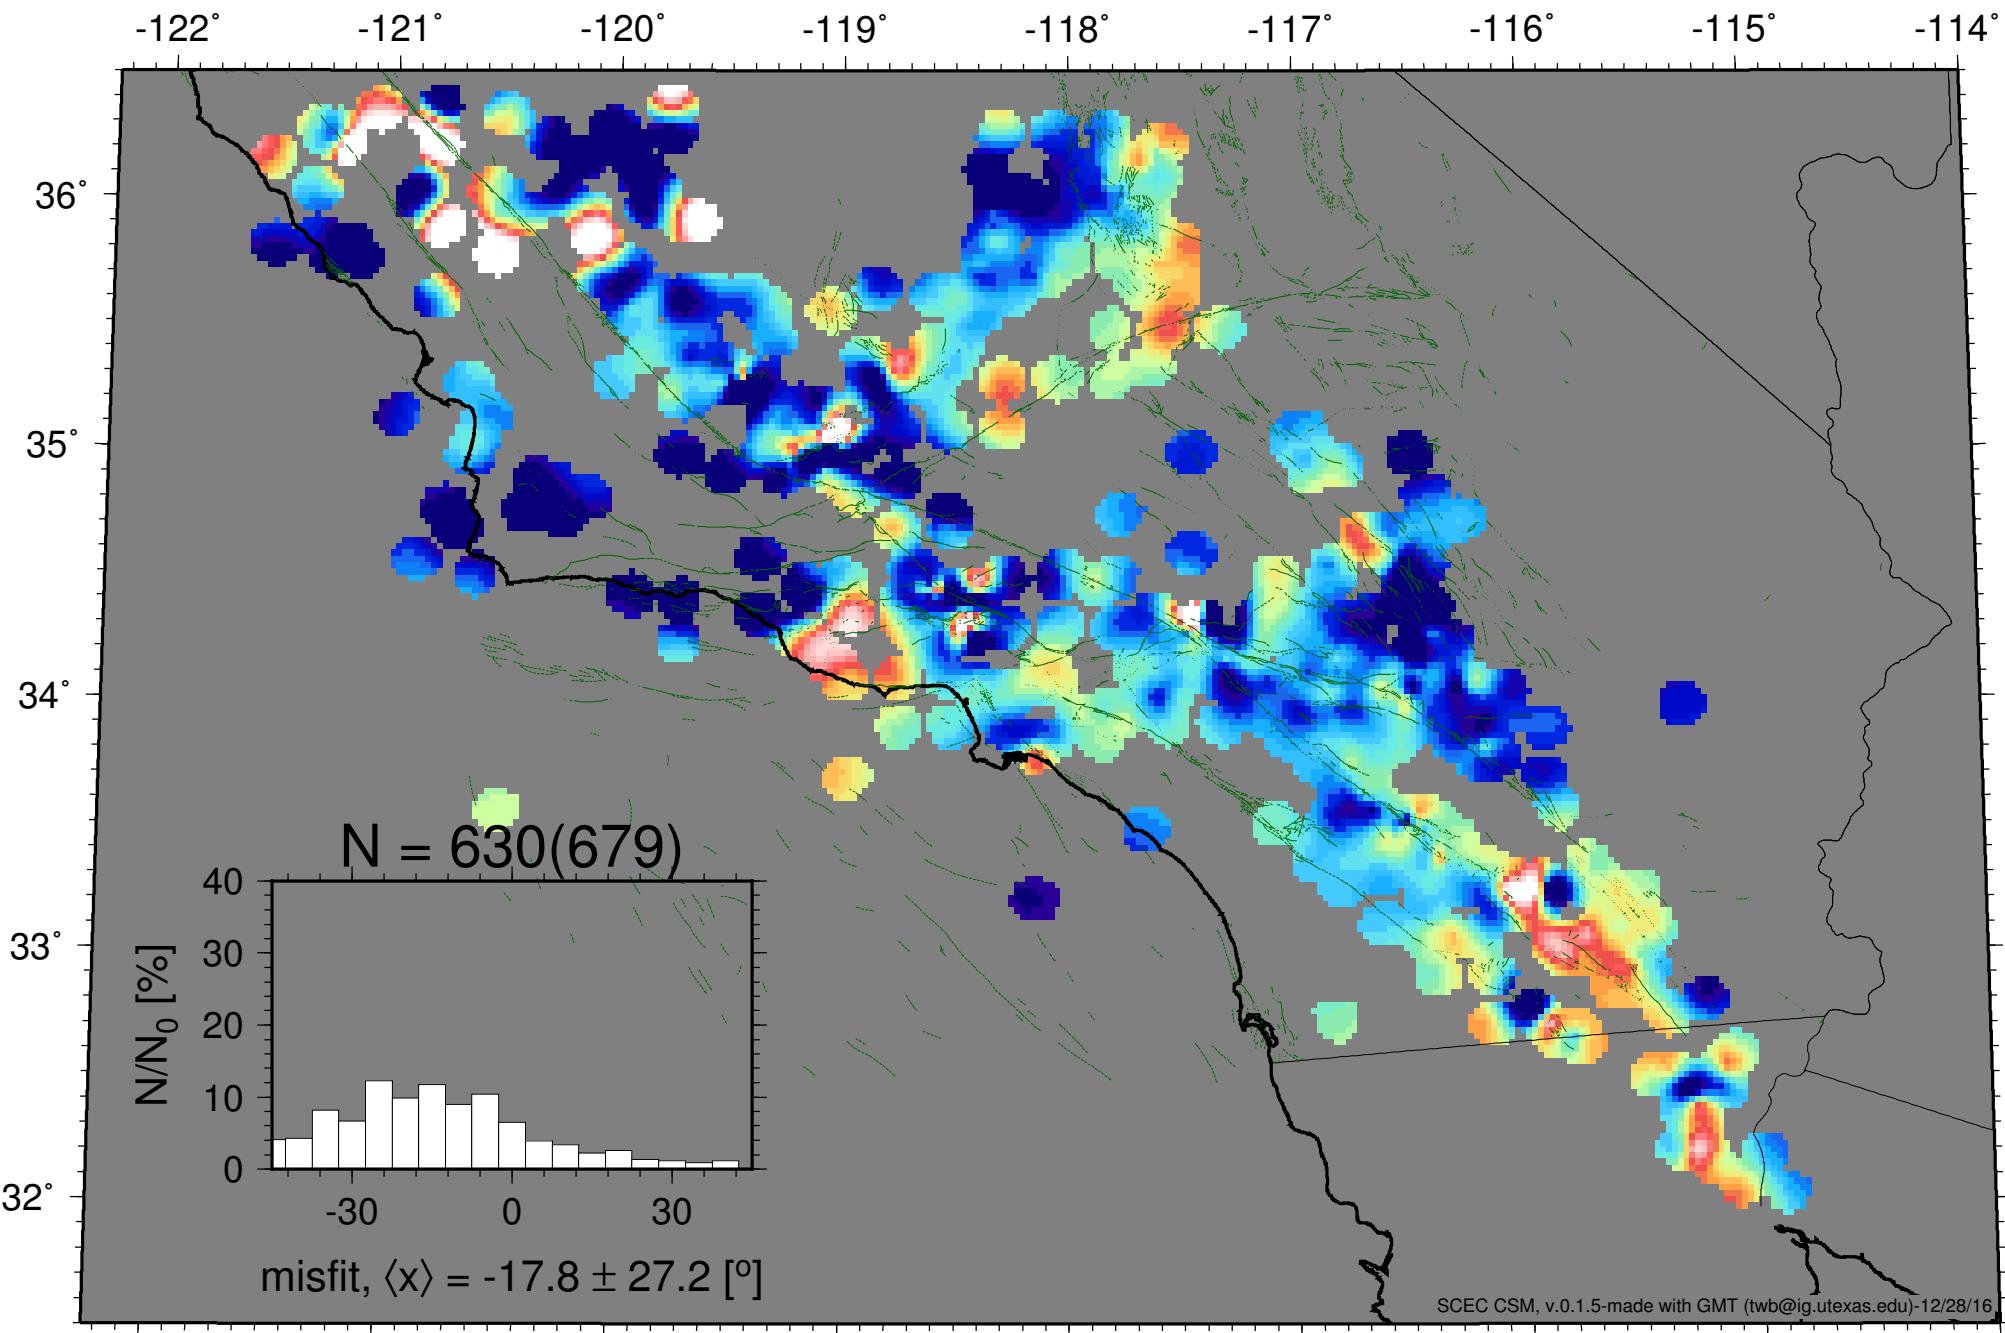 -122° -121° -120° -119° -118° -117° -116° -115° -114°
36°
35°
34°
33°
32°
N = 630(679)
40
30
20
10
0
N/N0 [%]
-30 0 30
misfit, ⟨x⟩ = -17.8 ± 27.2 [º]
SCEC CSM, v.0.1.5-made with GMT (twb@ig.utexas.edu)-12/28/16